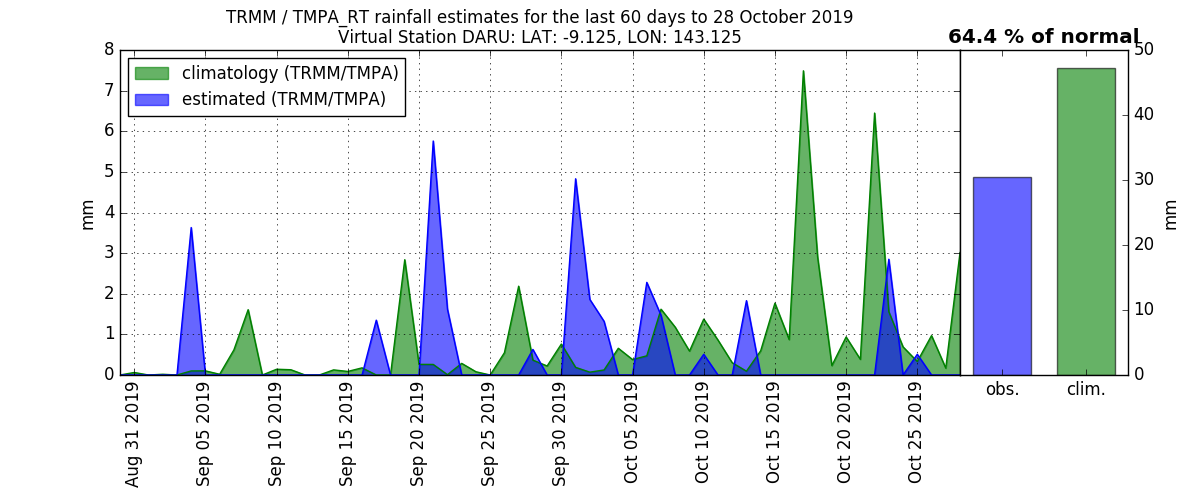 TRMM / TMPA_RT rainfall estimates for the last 60 days to 28 October 2019
Virtual Station DARU: LAT: -9.125, LON: 143.125
64.4 % of normal
climatology (TRMM/TMPA)
estimated (TRMM/TMPA)
8
7
6
5
4
3
2
1
0
mm
Aug 31 2019
Sep 05 2019
Sep 10 2019
Sep 15 2019
Sep 20 2019
Sep 25 2019
Sep 30 2019
Oct 05 2019
Oct 10 2019
Oct 15 2019
Oct 20 2019
Oct 25 2019
obs.
clim.
50
40
30
20
10
0
mm